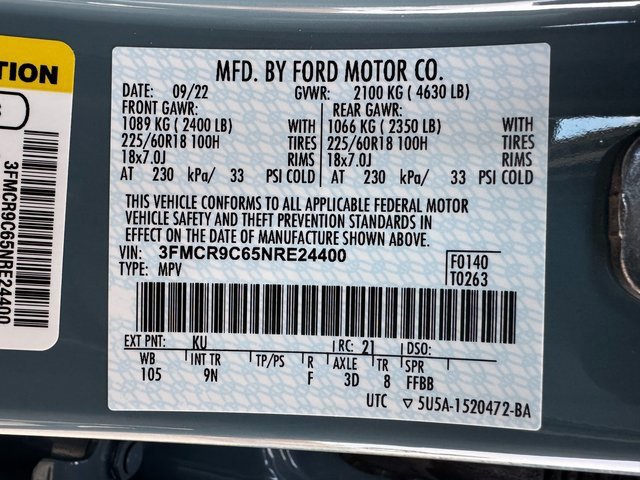 TION
3FMCR9C65NRE24400
MFD. BY FORD MOTOR CO.
DATE: 09/22 GVWR: 2100 KG ( 4630 LB)
FRONT GAWR: REAR GAWR:
1089 KG ( 2400 LB) WITH 1066 KG ( 2350 LB) WITH
225/60R18 100H TIRES 225/60R18 100H TIRES
18x7.0J RIMS 18x7.0J RIMS
AT 230 kPa/ 33 PSI COLD AT 230 kPa/ 33 PSI COLD
THIS VEHICLE CONFORMS TO ALL APPLICABLE FEDERAL MOTOR
VEHICLE SAFETY AND THEFT PREVENTION STANDARDS IN
EFFECT ON THE DATE OF MANUFACTURE SHOWN ABOVE.
VIN: 3FMCR9C65NRE24400 F0140
TYPE: MPV T0263
EXT PNT: KU RC: 21 DSO:
WB INT TR TP/PS R AXLE TR SPR
105 9N F 3D 8 FFBB
UTC ▽ 5U5A-1520472-BA